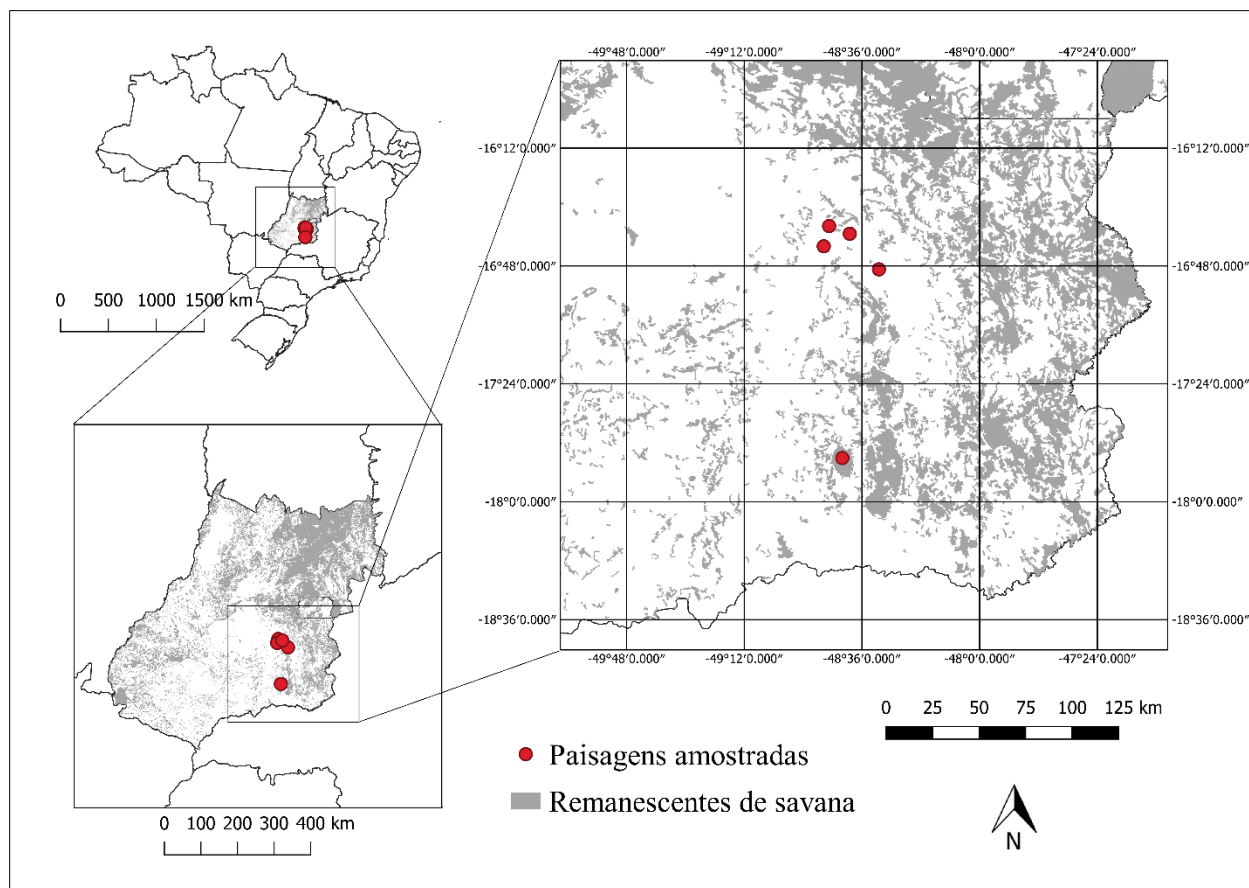 0 500 1000 1500 km
-49°48′0.000″ -49°12′0.000″ -48°36′0.000″ -48°0′0.000″ -47°24′0.000″
-16°12′0.000″ -16°12′0.000″
-16°48′0.000″ -16°48′0.000″
-17°24′0.000″ -17°24′0.000″
-18°0′0.000″ -18°0′0.000″
-18°36′0.000″ -18°36′0.000″
-49°48′0.000″ -49°12′0.000″ -48°36′0.000″ -48°0′0.000″ -47°24′0.000″
0 25 50 75 100 125 km
Paisagens amostradas
Remanescentes de savana
N
0 100 200 300 400 km